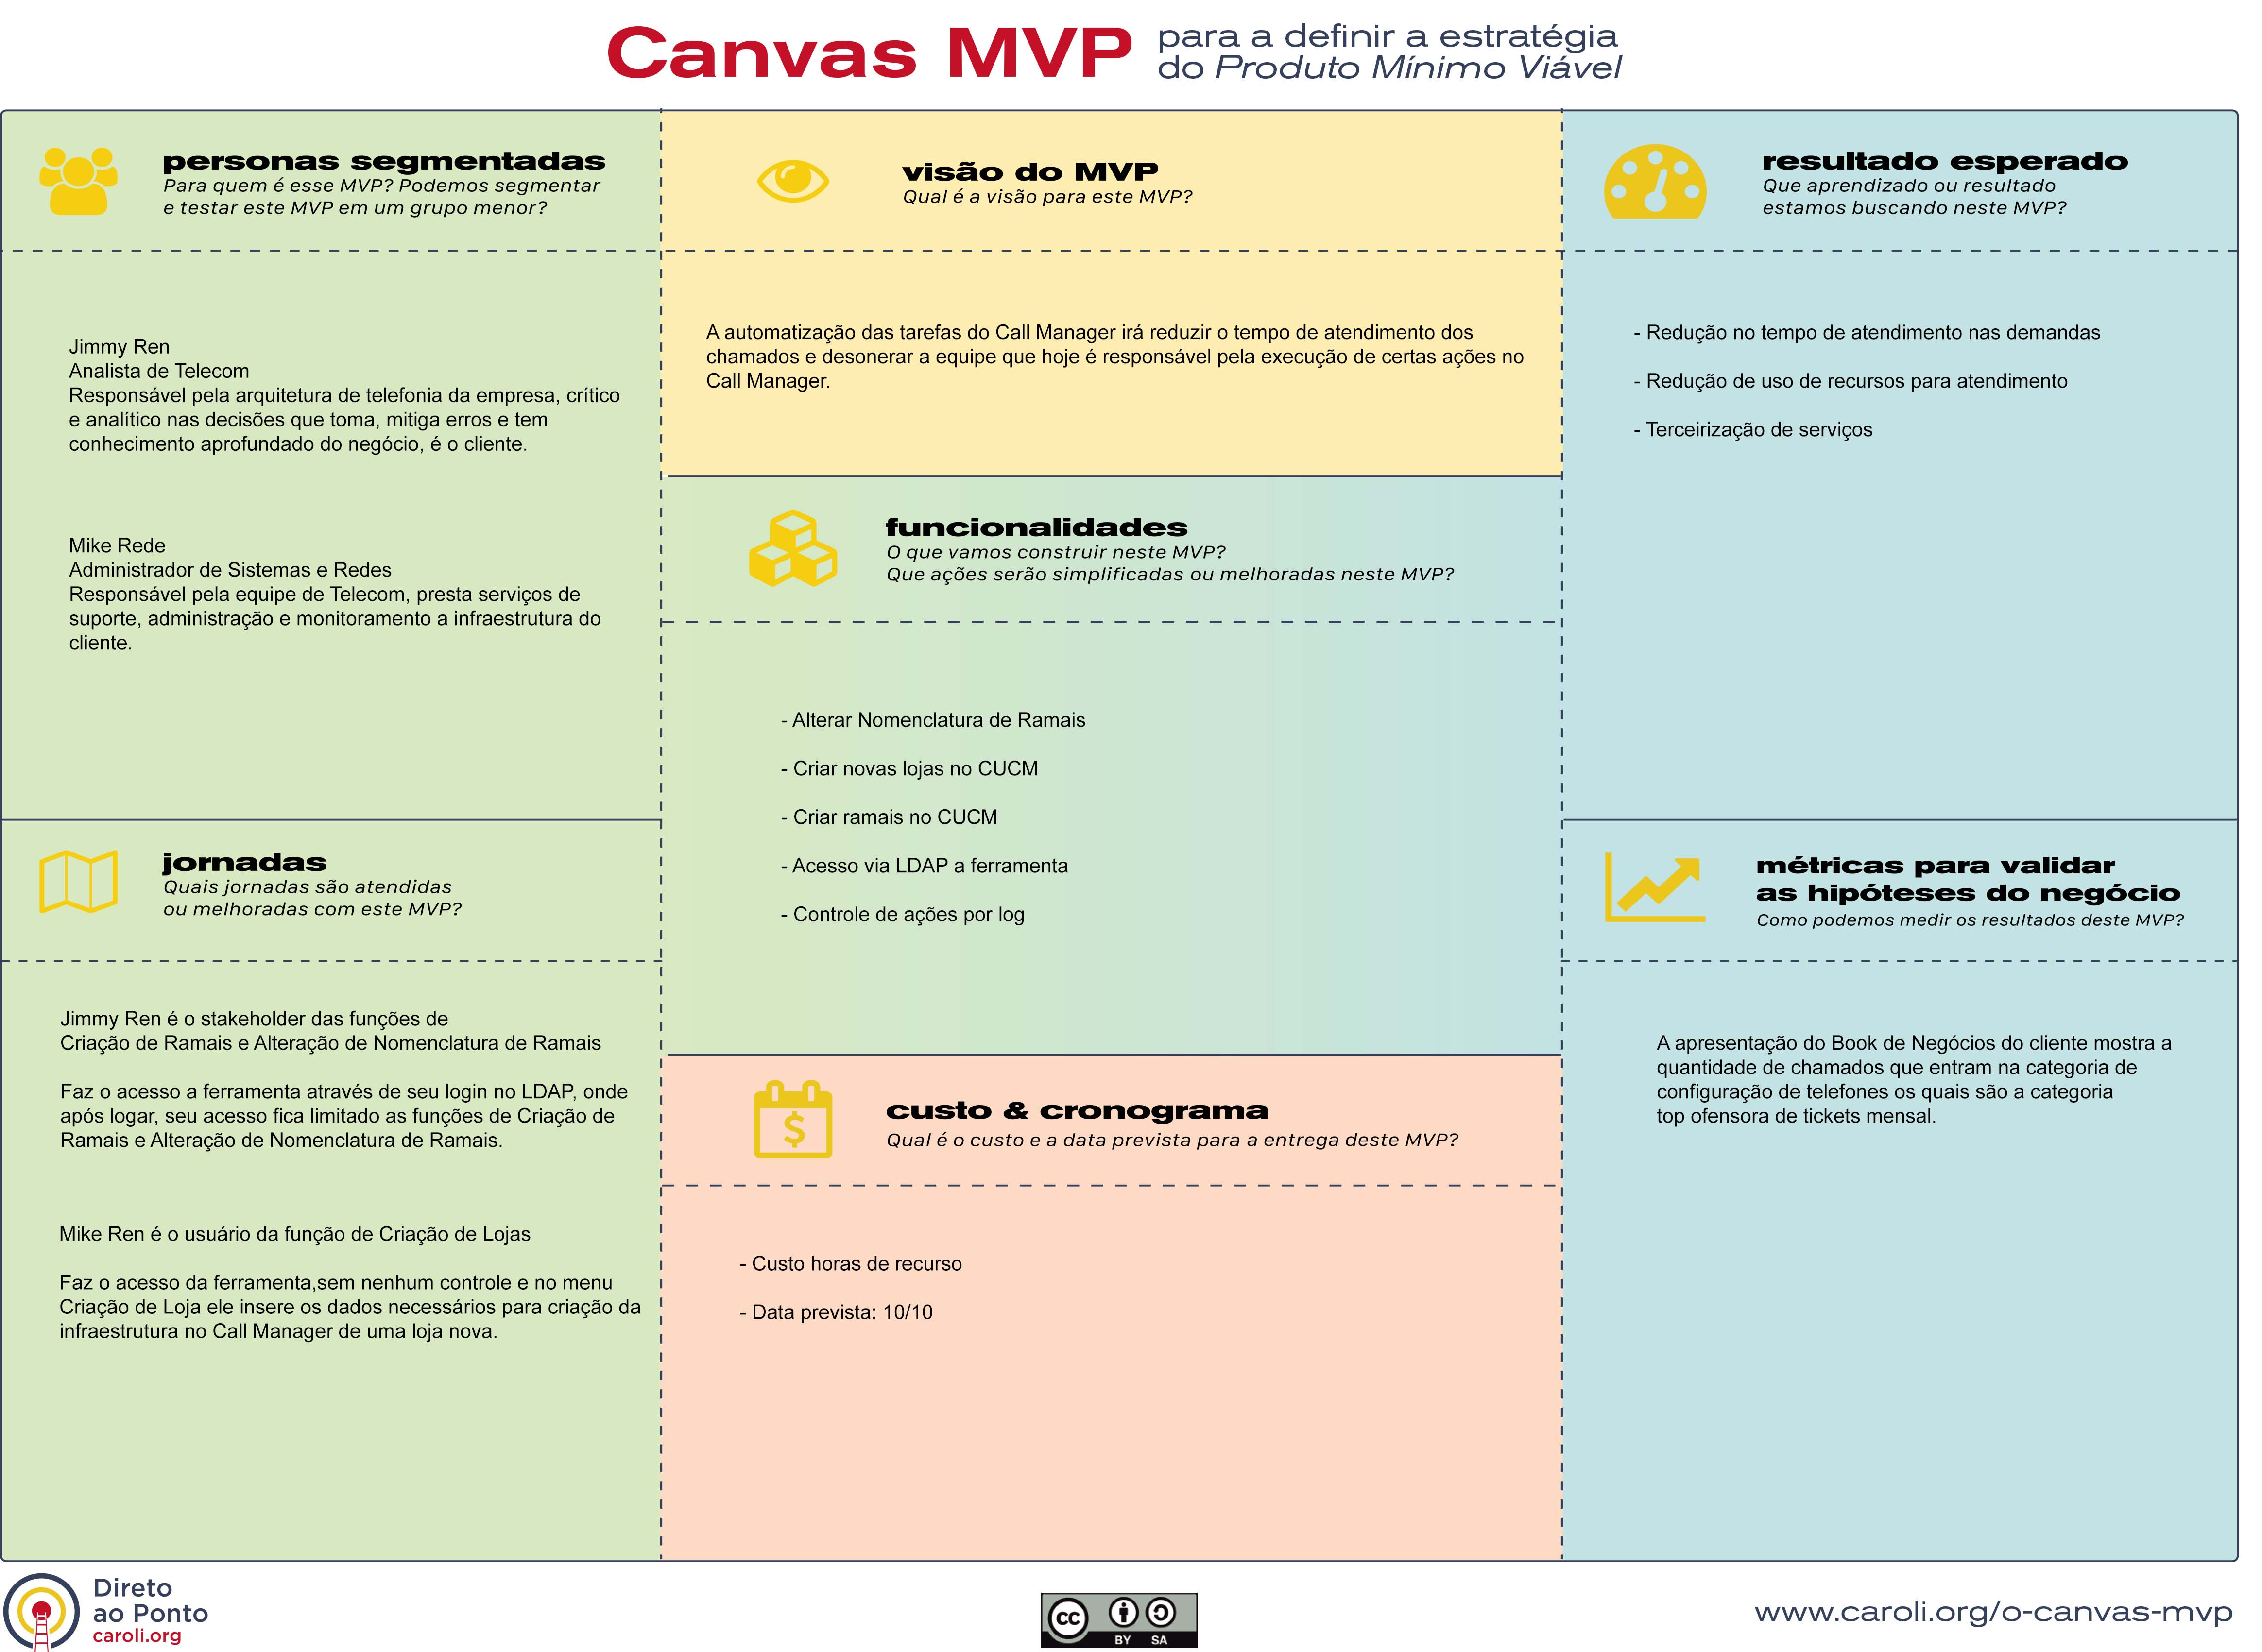 Canvas MVP
para a definir a estratégia
do Produto Mínimo Viável
personas segmentadas
Para quem é esse MVP? Podemos segmentar
e testar este MVP em um grupo menor?
Jimmy Ren
Analista de Telecom
Responsável pela arquitetura de telefonia da empresa, crítico
e analítico nas decisões que toma, mitiga erros e tem
conhecimento aprofundado do negócio, é o cliente.
Mike Rede
Administrador de Sistemas e Redes
Responsável pela equipe de Telecom, presta serviços de
suporte, administração e monitoramento a infraestrutura do
cliente.
jornadas
Quais jornadas são atendidas
ou melhoradas com este MVP?
Jimmy Ren é o stakeholder das funções de
Criação de Ramais e Alteração de Nomenclatura de Ramais
Faz o acesso a ferramenta através de seu login no LDAP, onde
após logar, seu acesso fica limitado as funções de Criação de
Ramais e Alteração de Nomenclatura de Ramais.
Mike Ren é o usuário da função de Criação de Lojas
Faz o acesso da ferramenta,sem nenhum controle e no menu
Criação de Loja ele insere os dados necessários para criação da
infraestrutura no Call Manager de uma loja nova.
visão do MVP
Qual é a visão para este MVP?
A automatização das tarefas do Call Manager irá reduzir o tempo de atendimento dos
chamados e desonerar a equipe que hoje é responsável pela execução de certas ações no
Call Manager.
funcionalidades
O que vamos construir neste MVP?
Que ações serão simplificadas ou melhoradas neste MVP?
- Alterar Nomenclatura de Ramais
- Criar novas lojas no CUCM
- Criar ramais no CUCM
- Acesso via LDAP a ferramenta
- Controle de ações por log
custo & cronograma
Qual é o custo e a data prevista para a entrega deste MVP?
- Custo horas de recurso
- Data prevista: 10/10
resultado esperado
Que aprendizado ou resultado
estamos buscando neste MVP?
- Redução no tempo de atendimento nas demandas
- Redução de uso de recursos para atendimento
- Terceirização de serviços
métricas para validar
as hipóteses do negócio
Como podemos medir os resultados deste MVP?
A apresentação do Book de Negócios do cliente mostra a
quantidade de chamados que entram na categoria de
configuração de telefones os quais são a categoria
top ofensora de tickets mensal.
Direto
ao Ponto
caroli.org
cc
BY SA
www.caroli.org/o-canvas-mvp